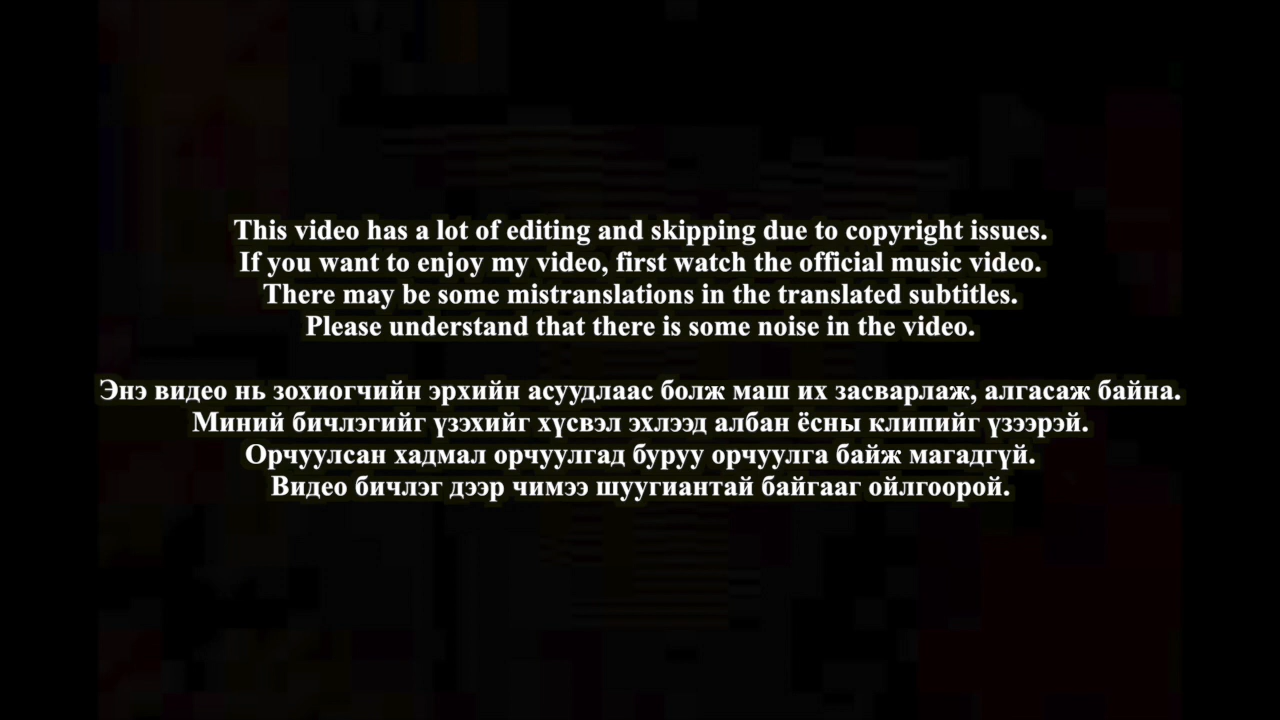 This video has a lot of editing and skipping due to copyright issues.
If you want to enjoy my video, first watch the official music video.
There may be some mistranslations in the translated subtitles.
Please understand that there is some noise in the video.
Энэ видео нь зохиогчийн эрхийн асуудлаас болж маш их засварлаж, алгасаж байна.
Миний бичлэгийг үзэхийг хүсвэл эхлээд албан ёсны клипийг үзээрэй.
Орчуулсан хадмал орчуулгад буруу орчуулга байж магадгүй.
Видео бичлэг дээр чимээ шуугиантай байгааг ойлгоорой.